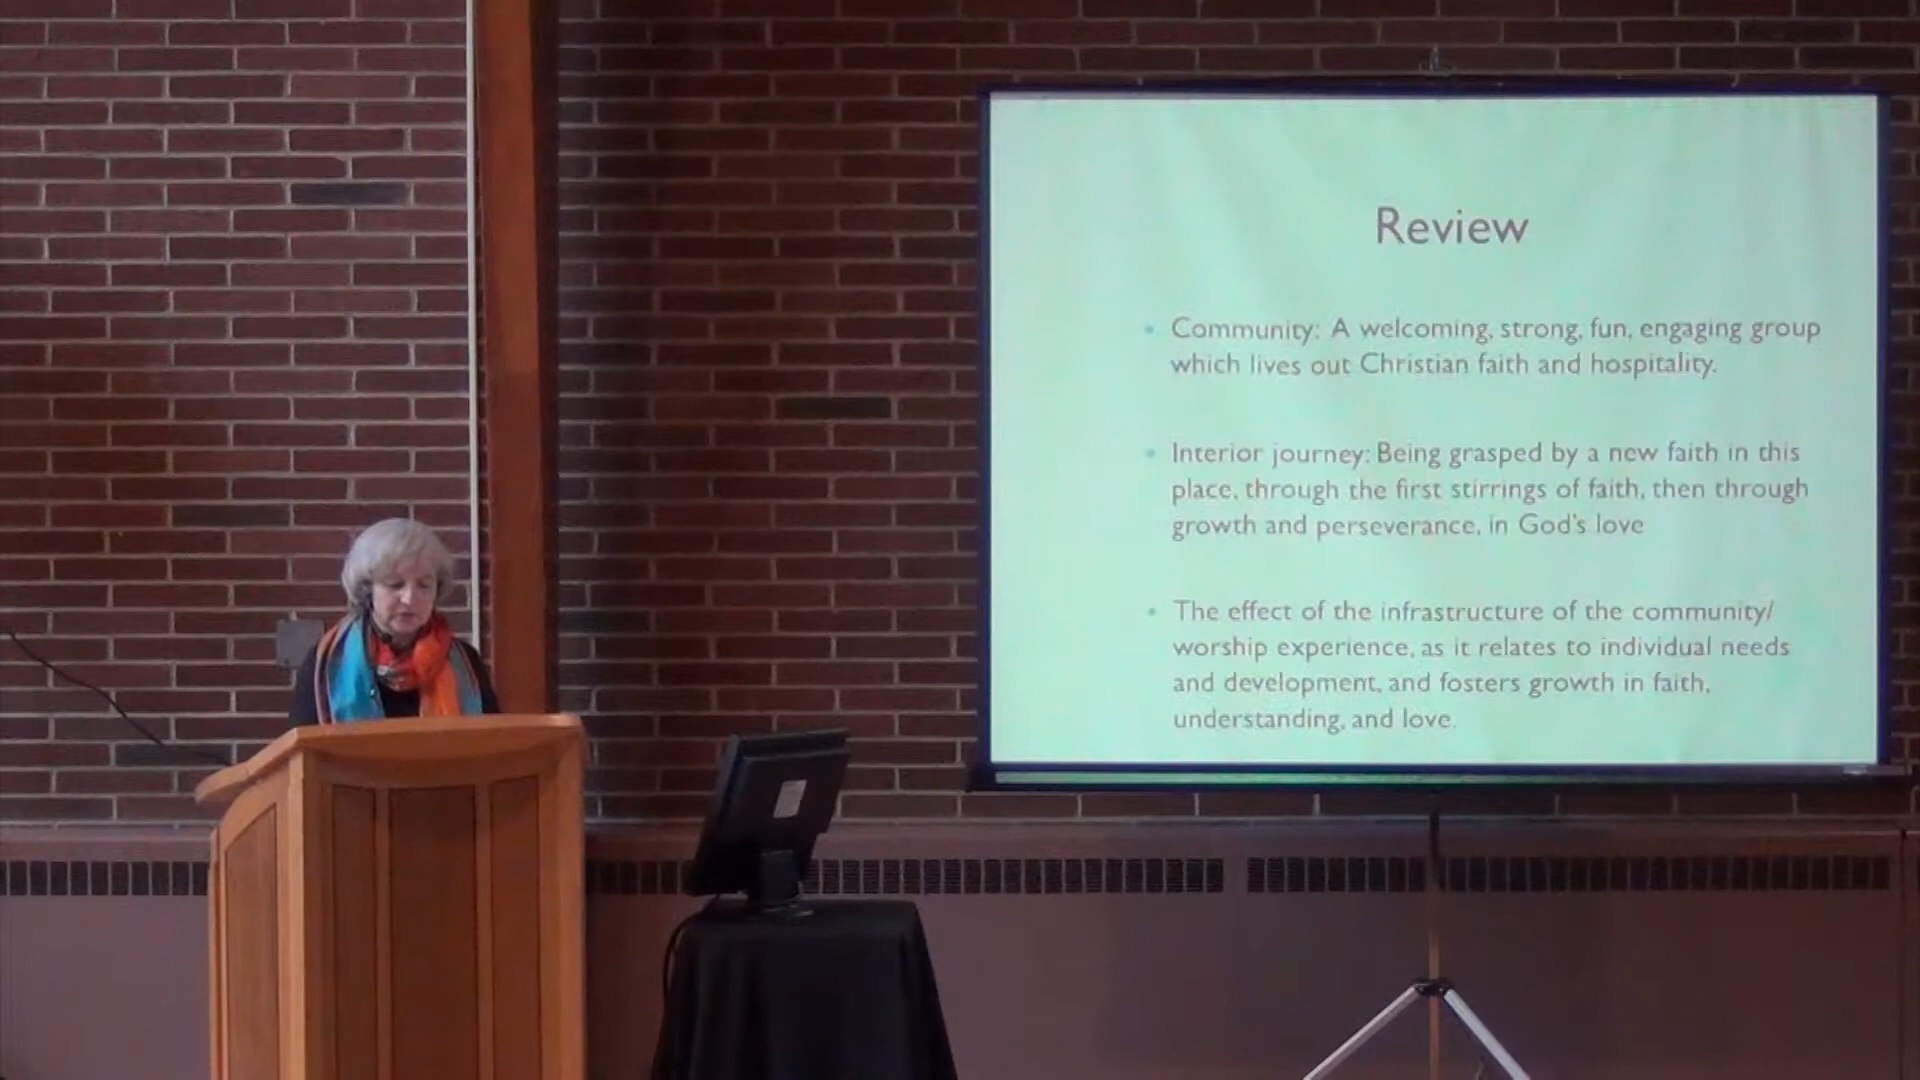 Review
• Community: A welcoming, strong, fun, engaging group
which lives out Christian faith and hospitality.
• Interior journey: Being grasped by a new faith in this
place, through the first stirrings of faith, then through
growth and perseverance, in God's love
• The effect of the infrastructure of the community/
worship experience, as it relates to individual needs
and development, and fosters growth in faith,
understanding, and love.